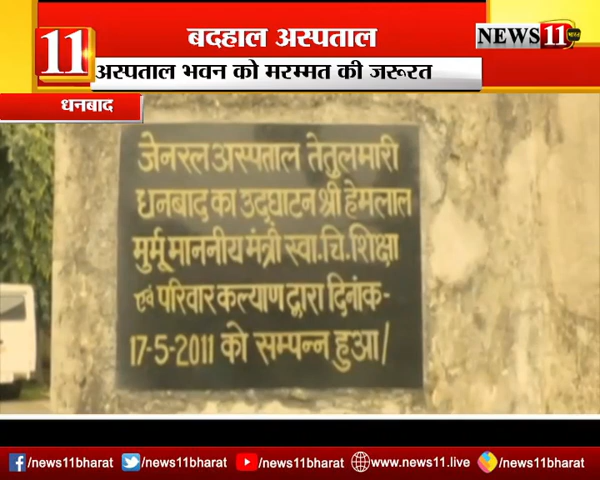 11
बदहाल अस्पताल
NEWS 11 भारत
अस्पताल भवन को मरम्मत की जरूरत
धनबाद
जेनरल अस्पताल तेतुलमारी
धनबाद का उद्घाटन श्री हेमलाल
मुर्मू माननीय मंत्री स्वा.चि.शिक्षा
एवं परिवार कल्याण द्वारा दिनांक-
17-5-2011 को सम्पन्न हुआ/
/news11bharat /news11bharat /news11bharat www.news11.live /news11bharat